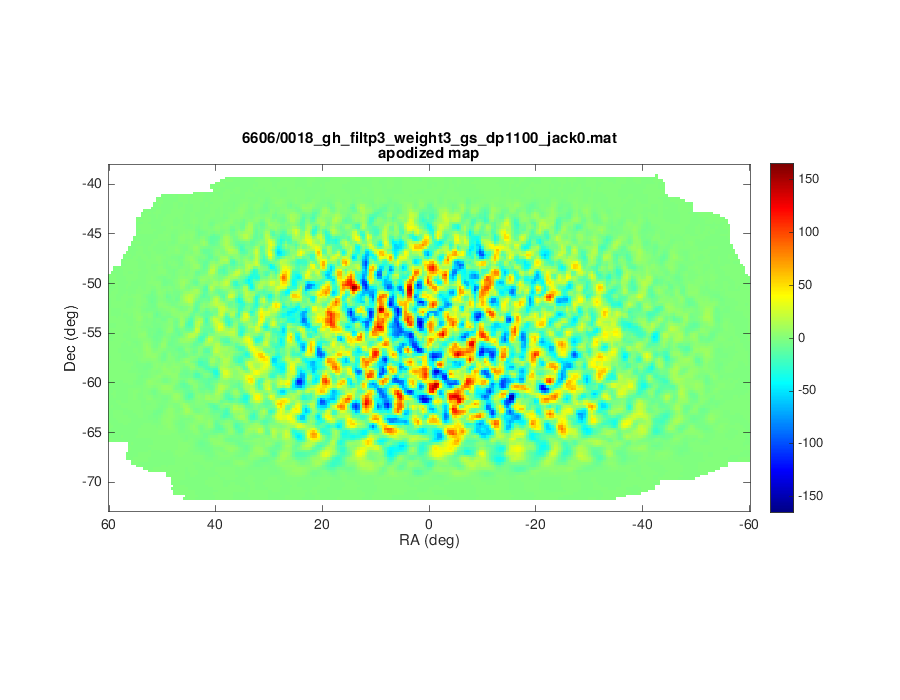 6606/0018_gh_filtp3_weight3_gs_dp1100_jack0.mat
apodized map
-40
-45
-50
-55
-60
-65
-70
Dec (deg)
60 40 20 0 -20 -40 -60
RA (deg)
150
100
50
0
-50
-100
-150